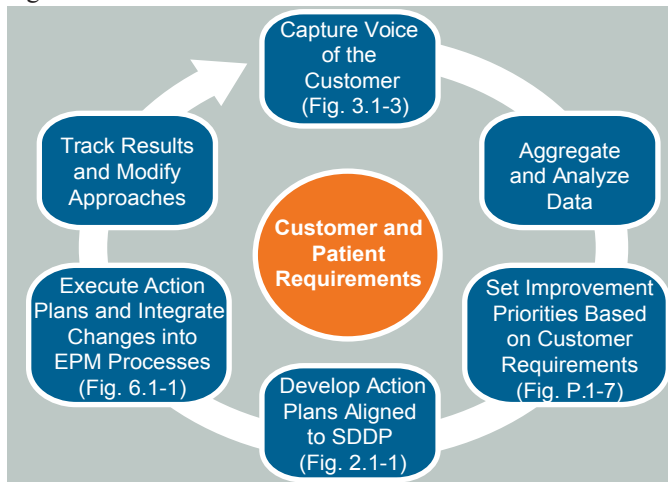 Capture Voice
of the
Customer
(Fig. 3.1-3)
Aggregate
and Analyze
Data
Set Improvement
Priorities Based
on Customer
Requirements
(Fig. P.1-7)
Develop Action
Plans Aligned
to SDDP
(Fig. 2.1-1)
Execute Action
Plans and Integrate
Changes into
EPM Processes
(Fig. 6.1-1)
Track Results
and Modify
Approaches
Customer and
Patient
Requirements